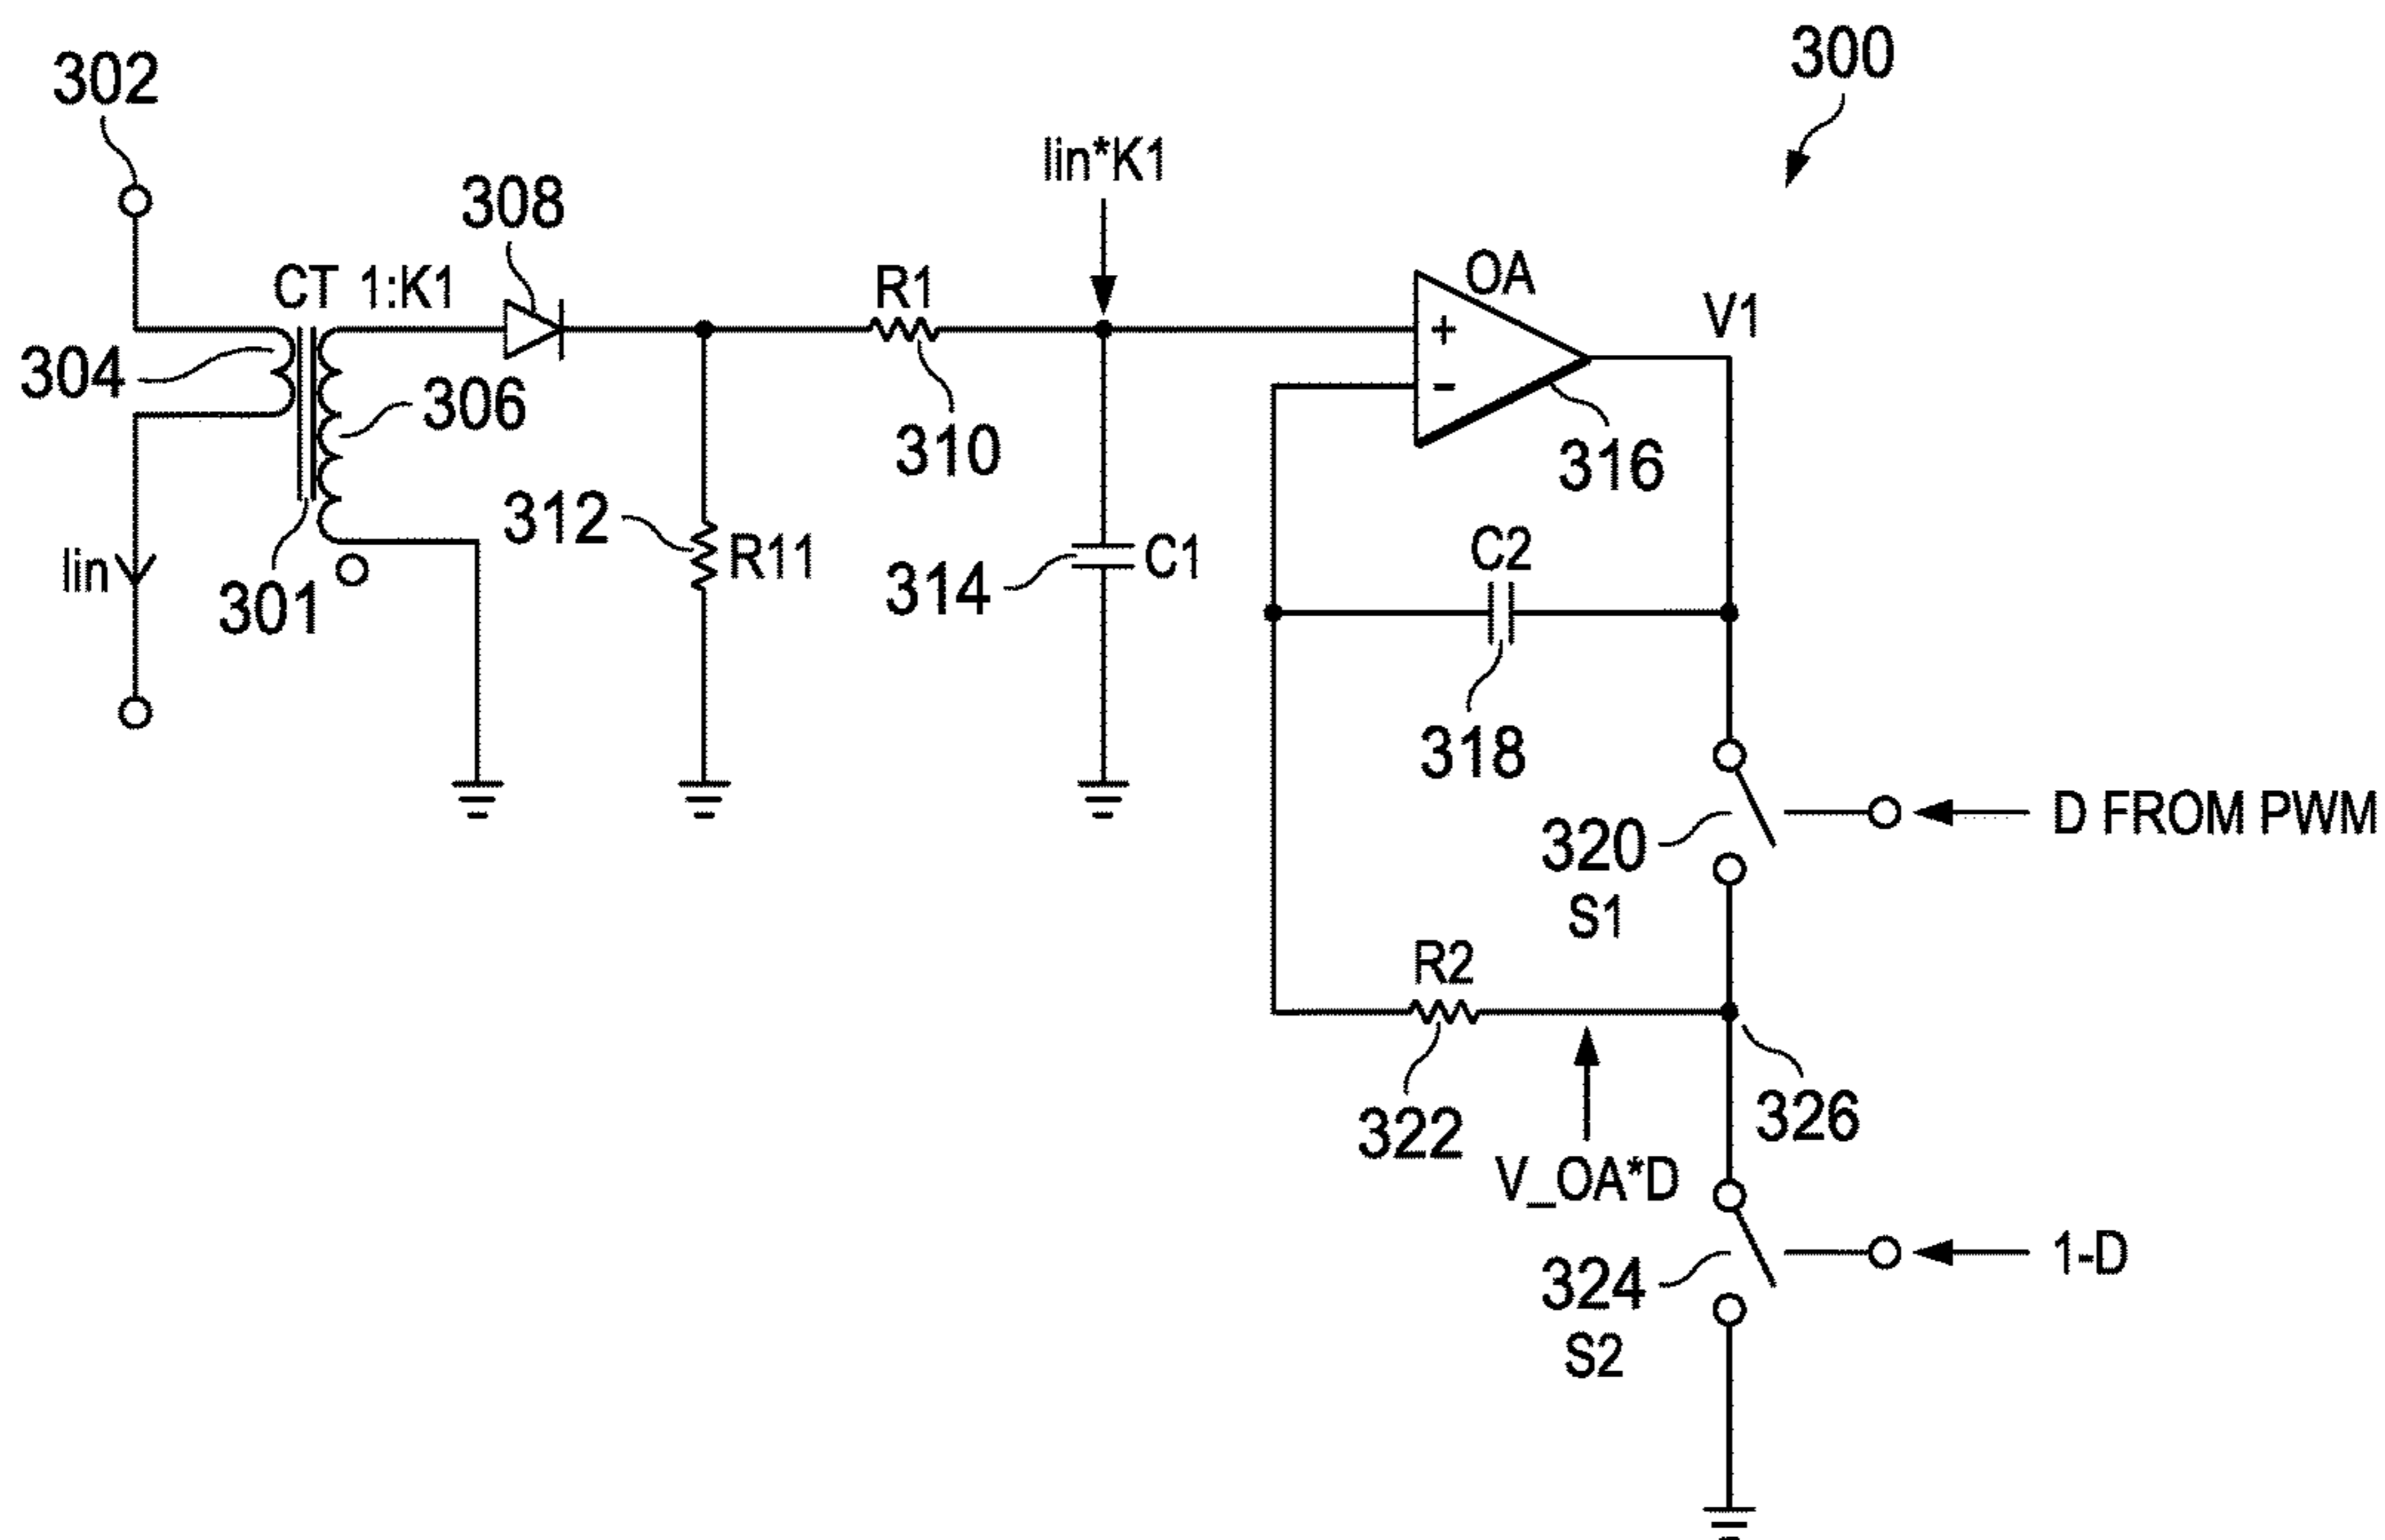 300
302
Iin*K1
308
CT 1:K1
R1
OA
V1
+
-
304
306
310
316
312
R11
Iin
301
314
C1
C2
318
320
D FROM PWM
S1
R2
322
326
V_OA*D
324
1-D
S2